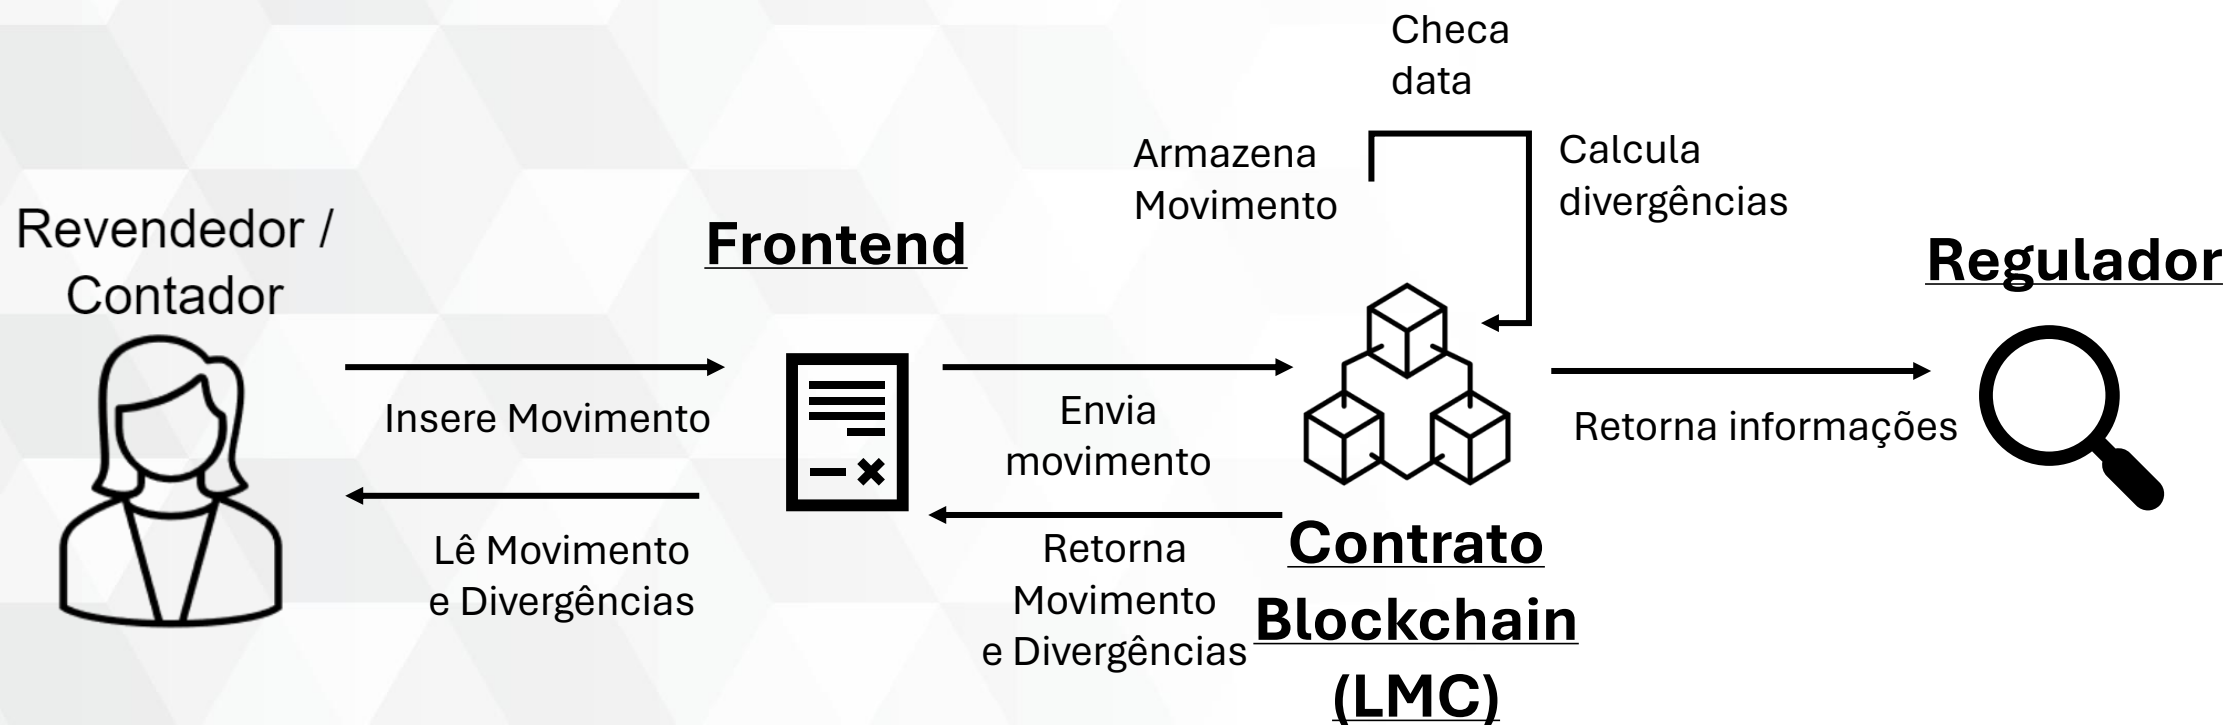 Revendedor /
Contador
Insere Movimento
Lê Movimento
e Divergências
Frontend
Envia
movimento
Retorna
Movimento
e Divergências
Armazena
Movimento
Checa
data
Calcula
divergências
Contrato
Blockchain
(LMC)
Retorna informações
Regulador